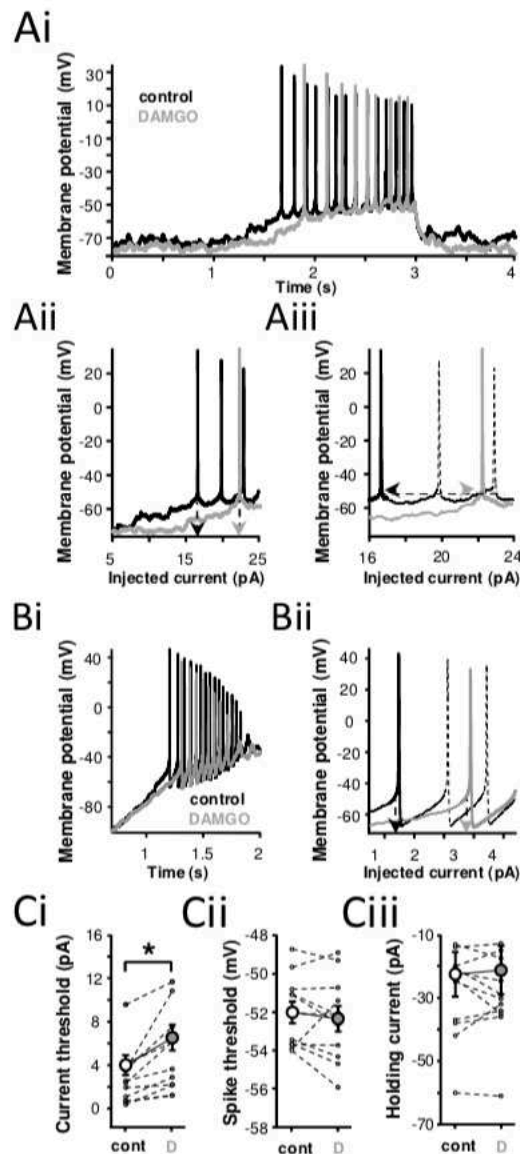 Ai
Membrane potential (mV)
30
10
-10
-30
-50
-70
control
DAMGO
0
1
2
3
4
Time (s)
Aii
Membrane potential (mV)
20
0
-20
-40
-60
5
15
25
Injected current (pA)
Aiii
Membrane potential (mV)
20
0
-20
-40
-60
16
20
24
Injected current (pA)
Bi
Membrane potential (mV)
40
0
-40
-80
control
DAMGO
1
1.5
2
Time (s)
Bii
Membrane potential (mV)
40
20
0
-20
-40
-60
1
2
3
4
Injected current (pA)
Ci
Current threshold (pA)
16
12
8
4
0
*
cont D
Cii
Spike threshold (mV)
-48
-50
-52
-54
-56
-58
cont D
Ciii
Holding current (pA)
-10
-30
-50
-70
cont D